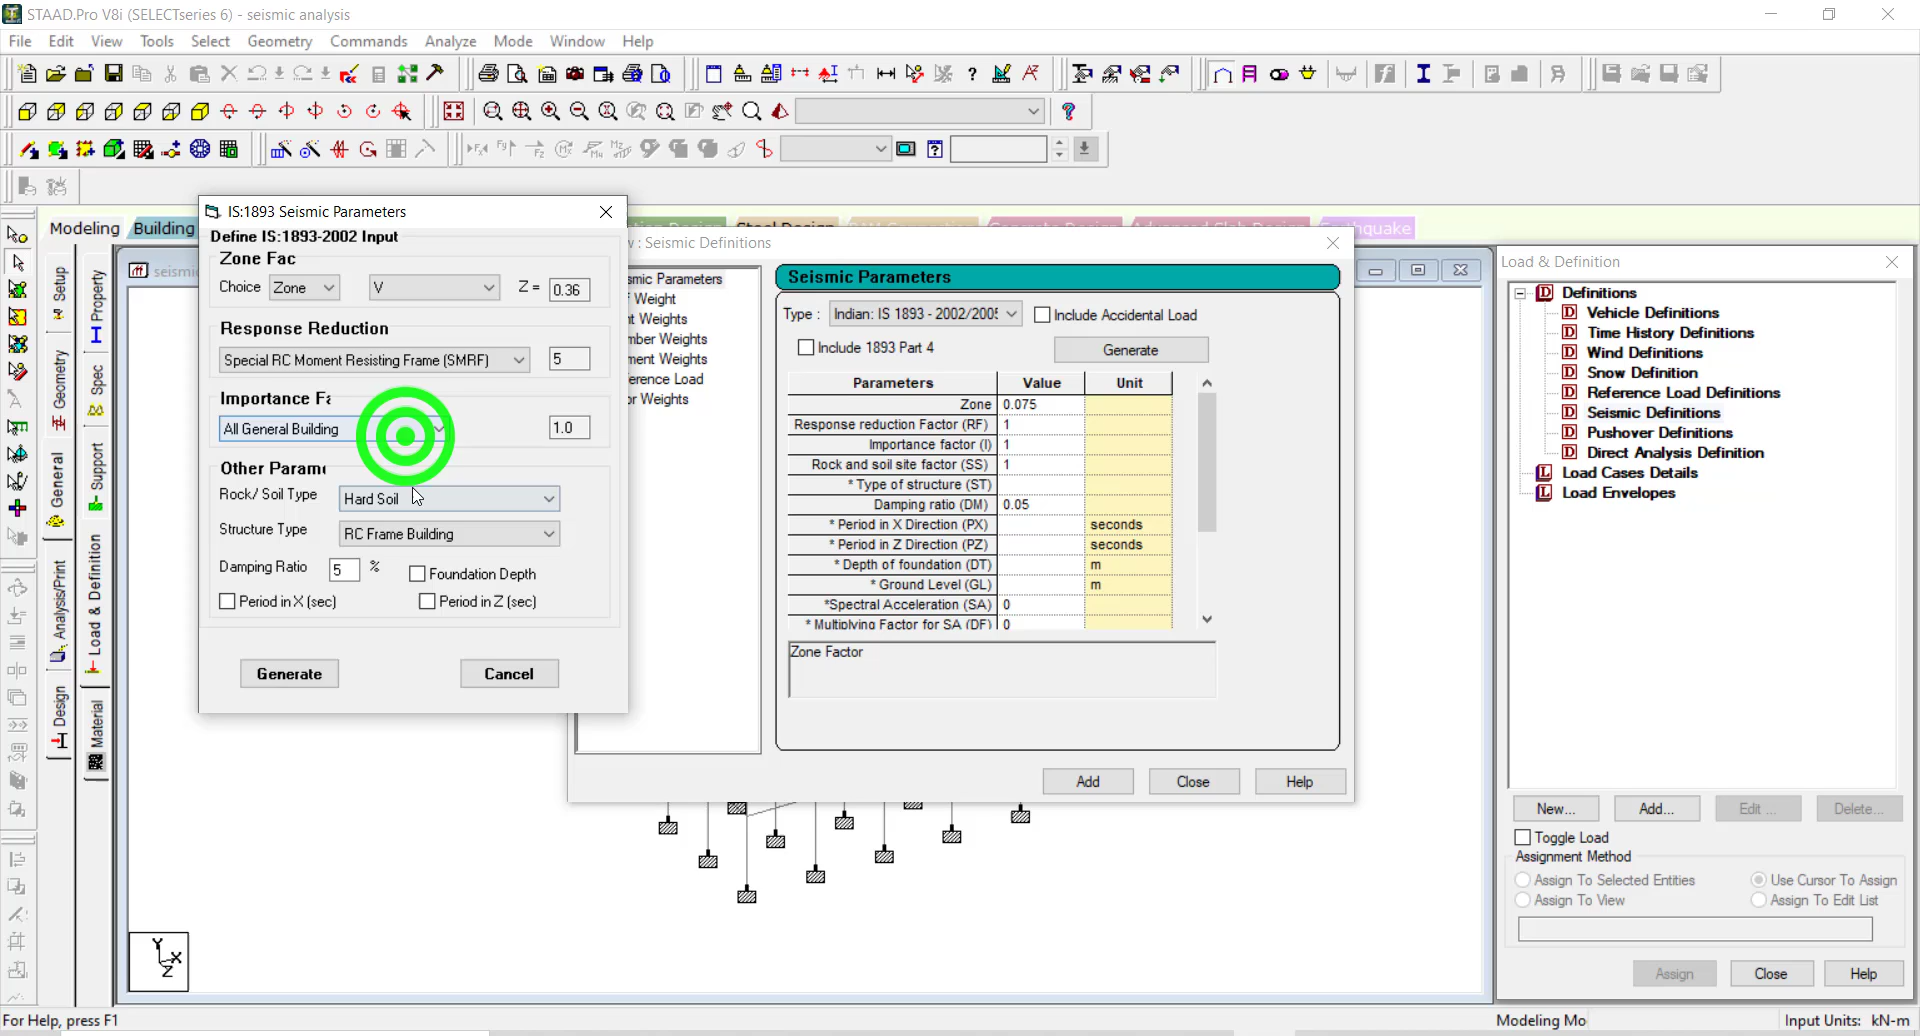 STAAD.Pro V8i (SELECTseries 6) - seismic analysis
File Edit View Tools Select Geometry Commands Analyze Mode Window Help
Modeling Building
IS:1893 Seismic Parameters
Define IS:1893-2002 Input
Zone Fac
Choice Zone V Z = 0.36
Response Reduction
Special RC Moment Resisting Frame (SMRF) 5
Importance Fa
All General Building 1.0
Other Parame
Rock/ Soil Type Hard Soil
Structure Type RC Frame Building
Damping Ratio 5 % Foundation Depth
Period in X (sec) Period in Z (sec)
Generate Cancel
: Seismic Definitions
smic Parameters
Weight
nt Weights
mber Weights
ment Weights
erence Load
or Weights
Seismic Parameters
Type : Indian: IS 1893 - 2002/2005 Include Accidental Load
Include 1893 Part 4 Generate
Parameters Value Unit
Zone 0.075
Response reduction Factor (RF) 1
Importance factor (I) 1
Rock and soil site factor (SS) 1
* Type of structure (ST)
Damping ratio (DM) 0.05
* Period in X Direction (PX) seconds
* Period in Z Direction (PZ) seconds
* Depth of foundation (DT) m
* Ground Level (GL) m
*Spectral Acceleration (SA) 0
* Multiplying Factor for SA (DF) 0
Zone Factor
Add Close Help
Load & Definition
Definitions
Vehicle Definitions
Time History Definitions
Wind Definitions
Snow Definition
Reference Load Definitions
Seismic Definitions
Pushover Definitions
Direct Analysis Definition
Load Cases Details
Load Envelopes
New... Add... Edit ... Delete...
Toggle Load
Assignment Method
Assign To Selected Entities Use Cursor To Assign
Assign To View Assign To Edit List
Assign Close Help
Setup
Geometry
General
Analysis/Print
Design
Property
Spec
Support
Load & Definition
Material
Y
X
Z
For Help, press F1 Modeling Mo Input Units: kN-m